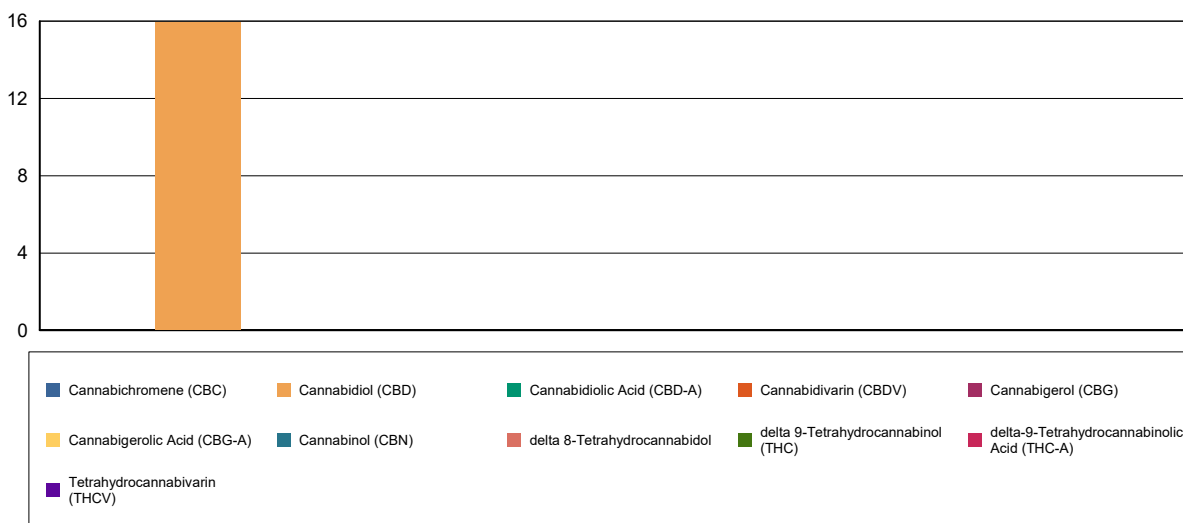 16
12
8
4
0
Cannabichromene (CBC)
Cannabidiol (CBD)
Cannabidiolic Acid (CBD-A)
Cannabidivarin (CBDV)
Cannabigerol (CBG)
Cannabigerolic Acid (CBG-A)
Cannabinol (CBN)
delta 8-Tetrahydrocannabidol
delta 9-Tetrahydrocannabinol
(THC)
delta-9-Tetrahydrocannabinolic
Acid (THC-A)
Tetrahydrocannabivarin
(THCV)